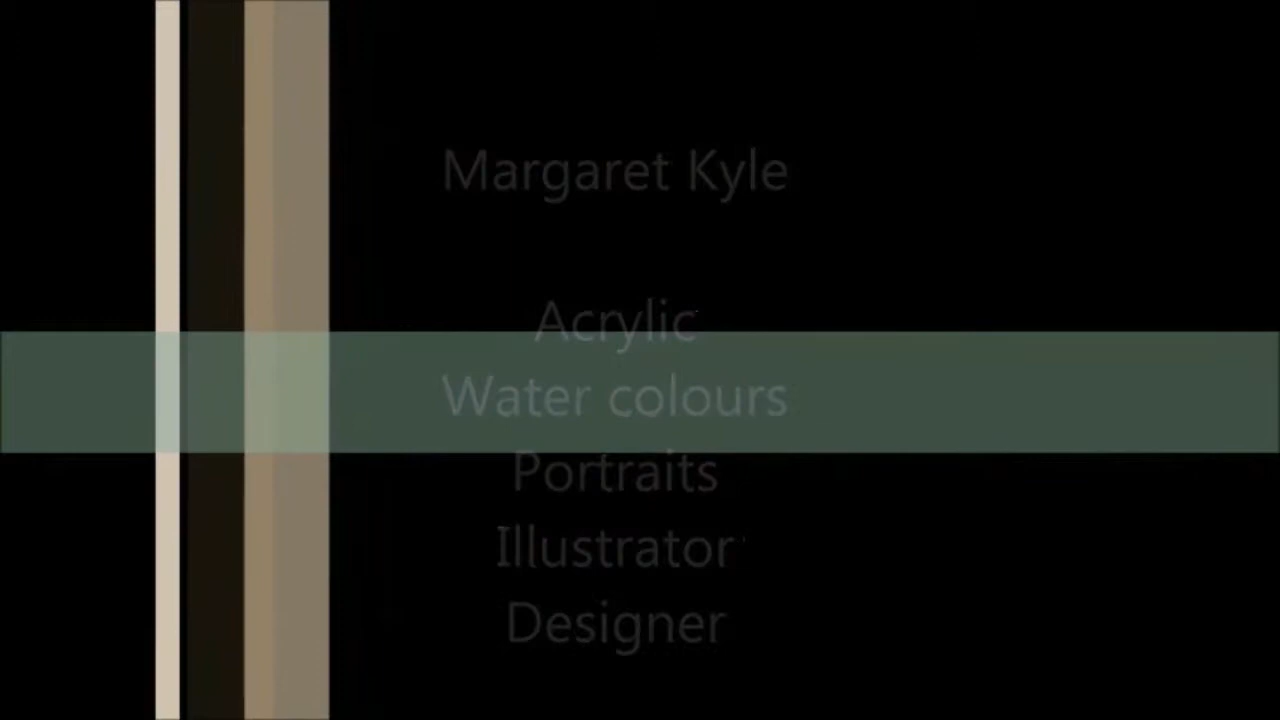 Margaret Kyle
Acrylic
Water colours
Portraits
Illustrator
Designer